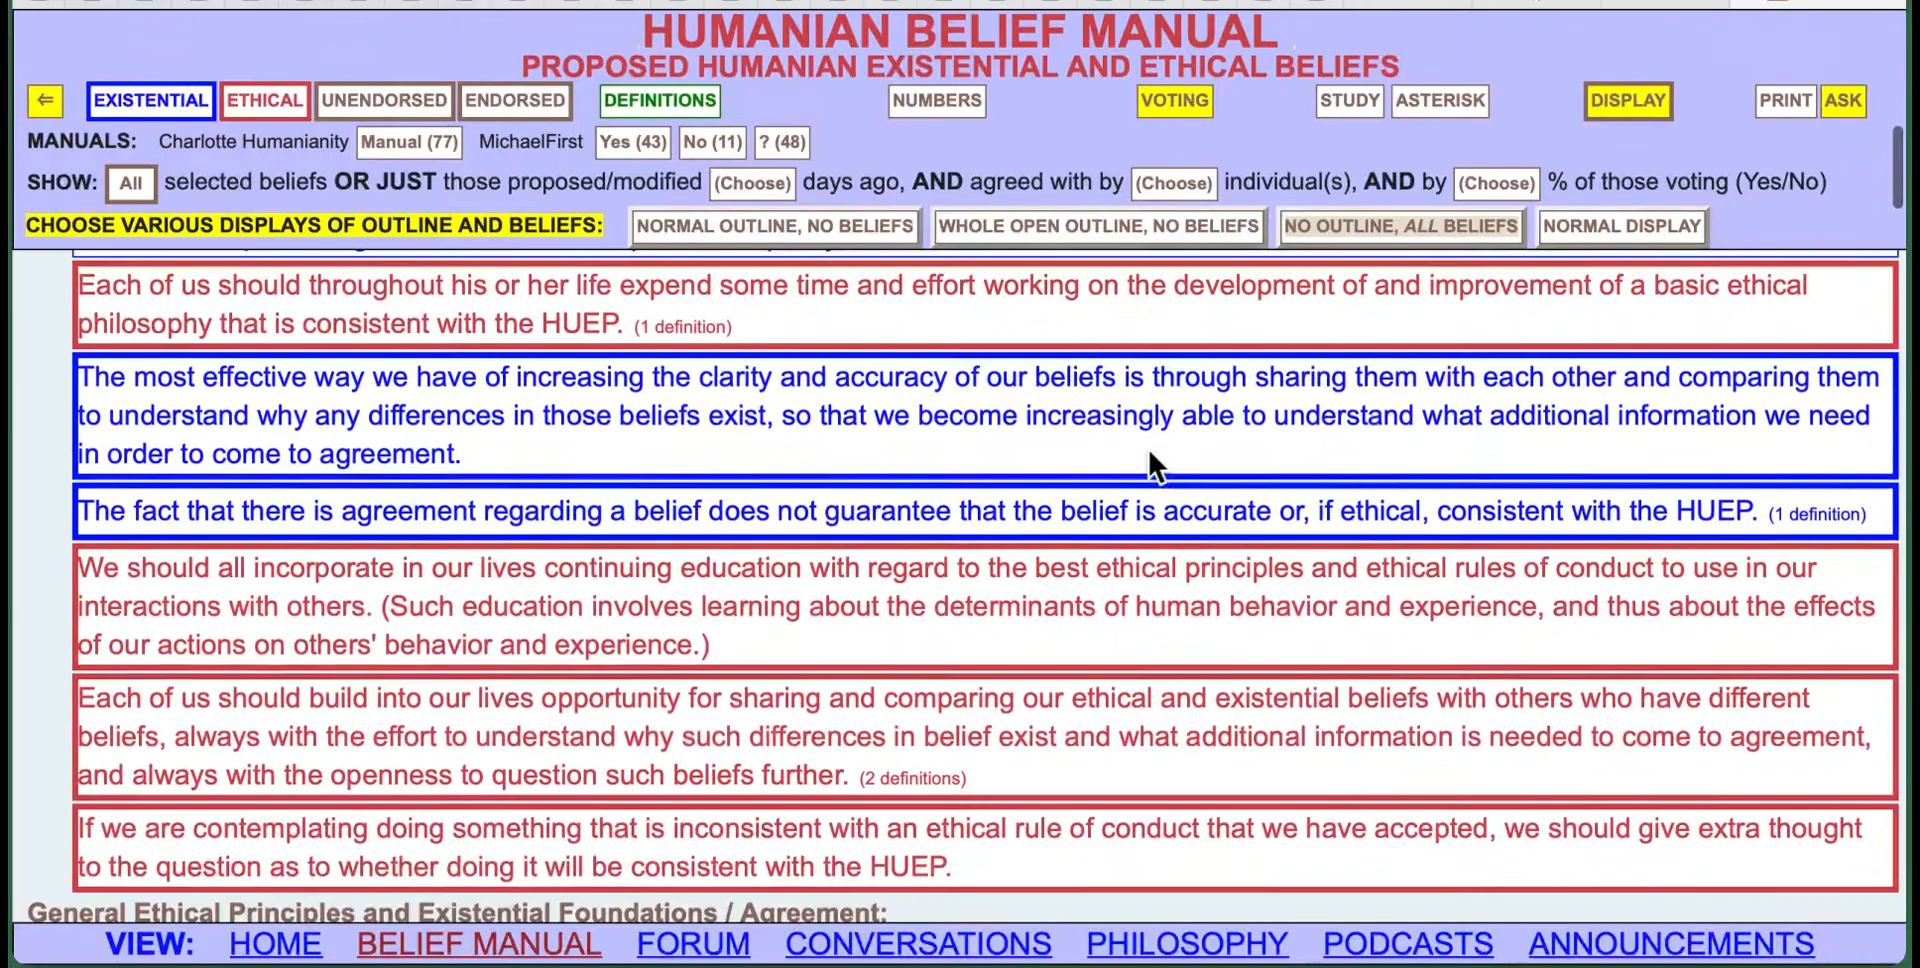 HUMANIAN BELIEF MANUAL
PROPOSED HUMANIAN EXISTENTIAL AND ETHICAL BELIEFS
⇐ EXISTENTIAL ETHICAL UNENDORSED ENDORSED DEFINITIONS NUMBERS VOTING STUDY ASTERISK DISPLAY PRINT ASK
MANUALS: Charlotte Humanianity Manual (77) MichaelFirst Yes (43) No (11) ? (48)
SHOW: All selected beliefs OR JUST those proposed/modified (Choose) days ago, AND agreed with by (Choose) individual(s), AND by (Choose) % of those voting (Yes/No)
CHOOSE VARIOUS DISPLAYS OF OUTLINE AND BELIEFS: NORMAL OUTLINE, NO BELIEFS WHOLE OPEN OUTLINE, NO BELIEFS NO OUTLINE, ALL BELIEFS NORMAL DISPLAY
Each of us should throughout his or her life expend some time and effort working on the development of and improvement of a basic ethical
philosophy that is consistent with the HUEP. (1 definition)
The most effective way we have of increasing the clarity and accuracy of our beliefs is through sharing them with each other and comparing them
to understand why any differences in those beliefs exist, so that we become increasingly able to understand what additional information we need
in order to come to agreement.
The fact that there is agreement regarding a belief does not guarantee that the belief is accurate or, if ethical, consistent with the HUEP. (1 definition)
We should all incorporate in our lives continuing education with regard to the best ethical principles and ethical rules of conduct to use in our
interactions with others. (Such education involves learning about the determinants of human behavior and experience, and thus about the effects
of our actions on others' behavior and experience.)
Each of us should build into our lives opportunity for sharing and comparing our ethical and existential beliefs with others who have different
beliefs, always with the effort to understand why such differences in belief exist and what additional information is needed to come to agreement,
and always with the openness to question such beliefs further. (2 definitions)
If we are contemplating doing something that is inconsistent with an ethical rule of conduct that we have accepted, we should give extra thought
to the question as to whether doing it will be consistent with the HUEP.
General Ethical Principles and Existential Foundations / Agreement:
VIEW: HOME BELIEF MANUAL FORUM CONVERSATIONS PHILOSOPHY PODCASTS ANNOUNCEMENTS